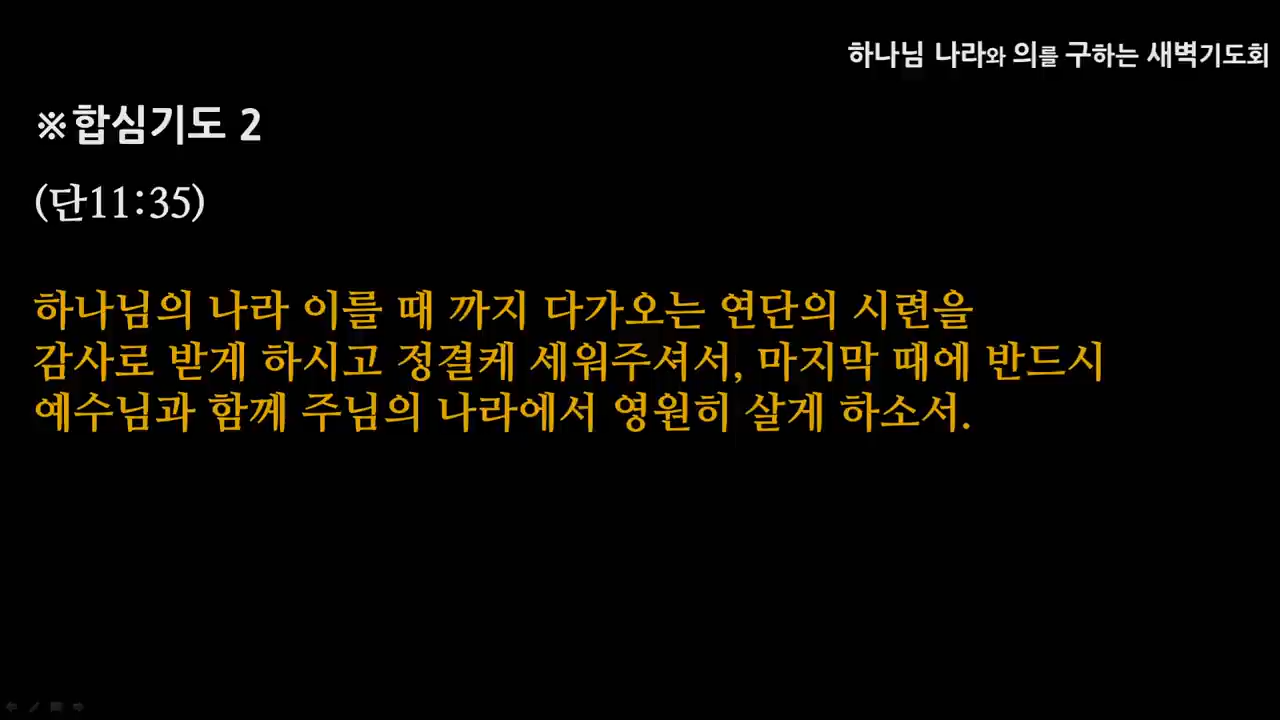 하나님 나라와 의를 구하는 새벽기도회
※합심기도 2
(단11:35)
하나님의 나라 이를 때 까지 다가오는 연단의 시련을
감사로 받게 하시고 정결케 세워주셔서, 마지막 때에 반드시
예수님과 함께 주님의 나라에서 영원히 살게 하소서.